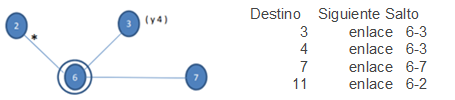 2
*
3 (y 4)
6
7
Destino Siguiente Salto
3 enlace 6-3
4 enlace 6-3
7 enlace 6-7
11 enlace 6-2